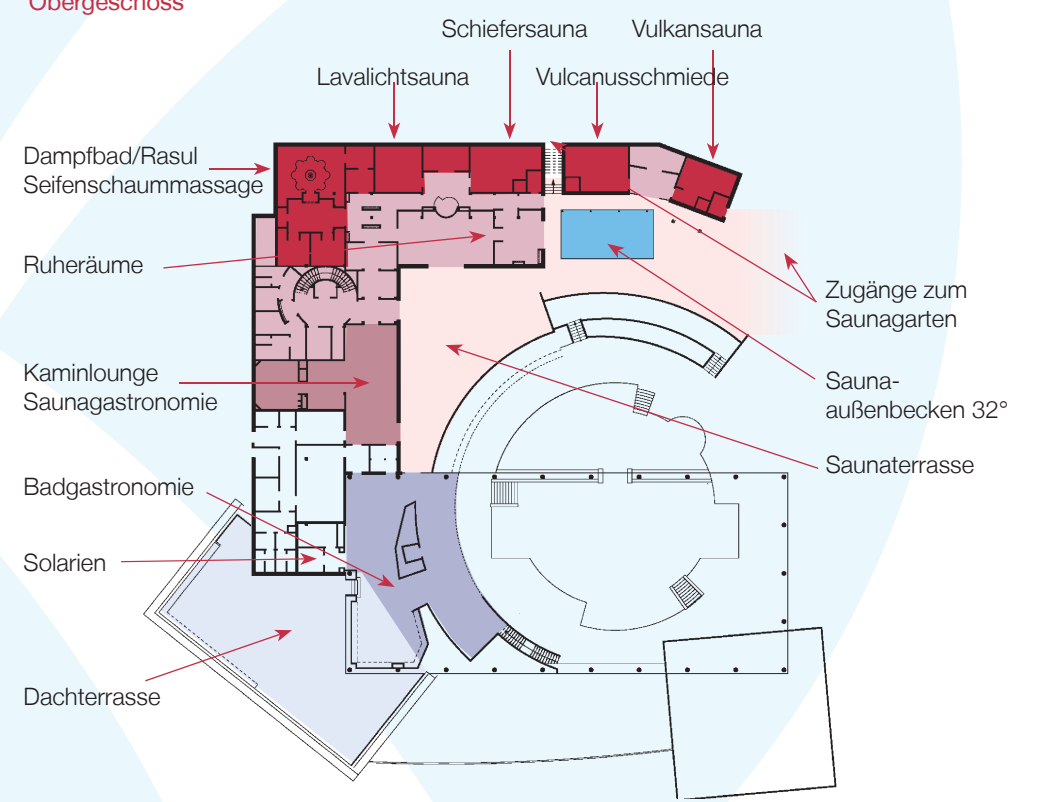 Obergeschoss
Schiefersauna
Vulkansauna
Lavalichtsauna
Vulcanusschmiede
Dampfbad/Rasul
Seifenschaummassage
Ruheräume
Zugänge zum
Saunagarten
Kaminlounge
Saunagastronomie
Sauna-
außenbecken 32°
Saunaterrasse
Badgastronomie
Solarien
Dachterrasse